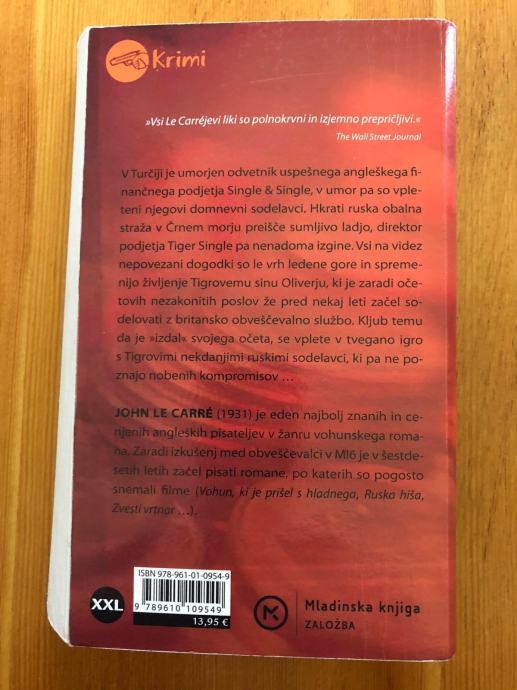 Krimi
»Vsi Le Carréjevi liki so polnokrvni in izjemno prepričljivi.«
The Wall Street Journal
V Turčiji je umorjen odvetnik uspešnega angleškega fi-
nančnega podjetja Single & Single, v umor pa so vple-
teni njegovi domnevni sodelavci. Hkrati ruska obalna
straža v Črnem morju preišče sumljivo ladjo, direktor
podjetja Tiger Single pa nenadoma izgine. Vsi na videz
nepovezani dogodki so le vrh ledene gore in spreme-
nijo življenje Tigrovemu sinu Oliverju, ki je zaradi oče-
tovih nezakonitih poslov že pred nekaj leti začel so-
delovati z britansko obveščevalno službo. Kljub temu
da je »izdal« svojega očeta, se vplete v tvegano igro
s Tigrovimi nekdanjimi ruskimi sodelavci, ki pa ne po-
znajo nobenih kompromisov ...
JOHN LE CARRÉ (1931) je eden najbolj znanih in ce-
njenih angleških pisateljev v žanru vohunskega roma-
na. Zaradi izkušenj med obveščevalci v MI6 je v šestde-
setih letih začel pisati romane, po katerih so pogosto
snemali filme (Vohun, ki je prišel s hladnega, Ruska hiša,
Zvesti vrtnar ...).
ISBN 978-961-01-0954-9
9 789610 109549
13,95 €
XXL
Mladinska knjiga
ZALOŽBA